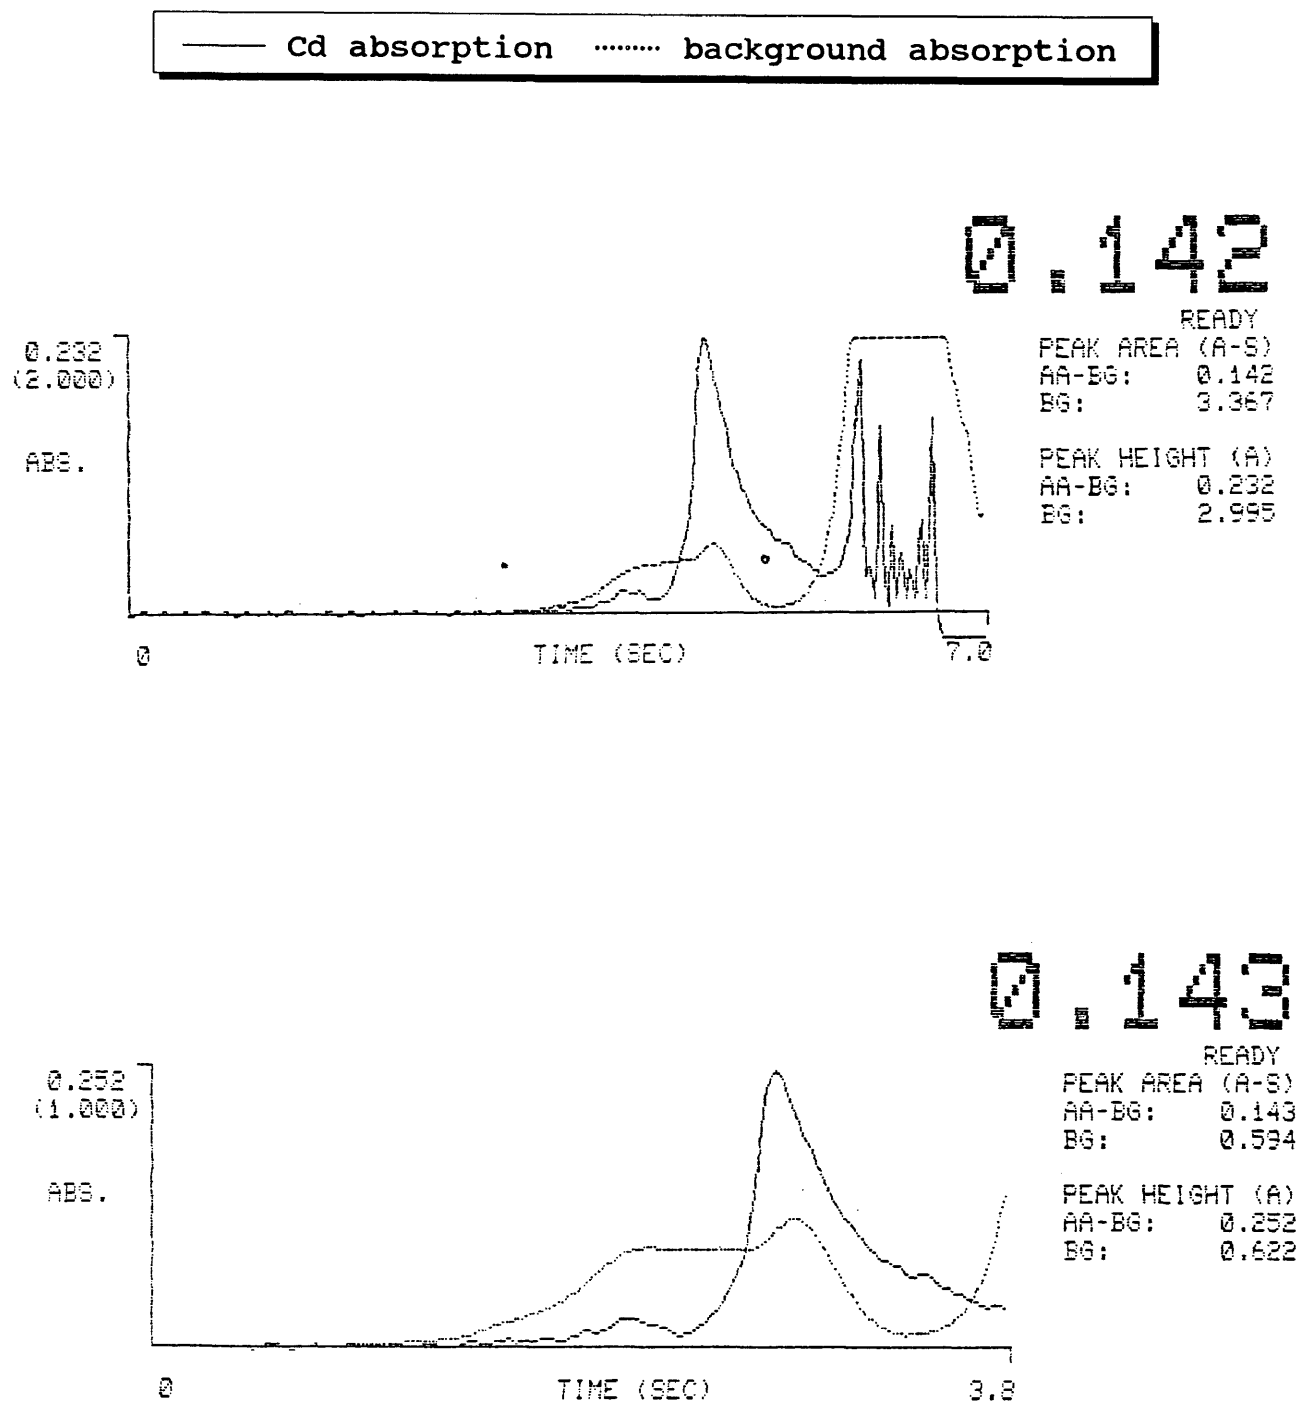 Cd absorption background absorption
0.142
READY
0.232
(2.000)
ABS.
PEAK AREA (A-S)
AA-BG: 0.142
BG: 3.367
PEAK HEIGHT (A)
AA-BG: 0.232
BG: 2.995
0 TIME (SEC) 7.0
0.143
READY
0.252
(1.000)
ABS.
PEAK AREA (A-S)
AA-BG: 0.143
BG: 0.594
PEAK HEIGHT (A)
AA-BG: 0.252
BG: 0.622
0 TIME (SEC) 3.8